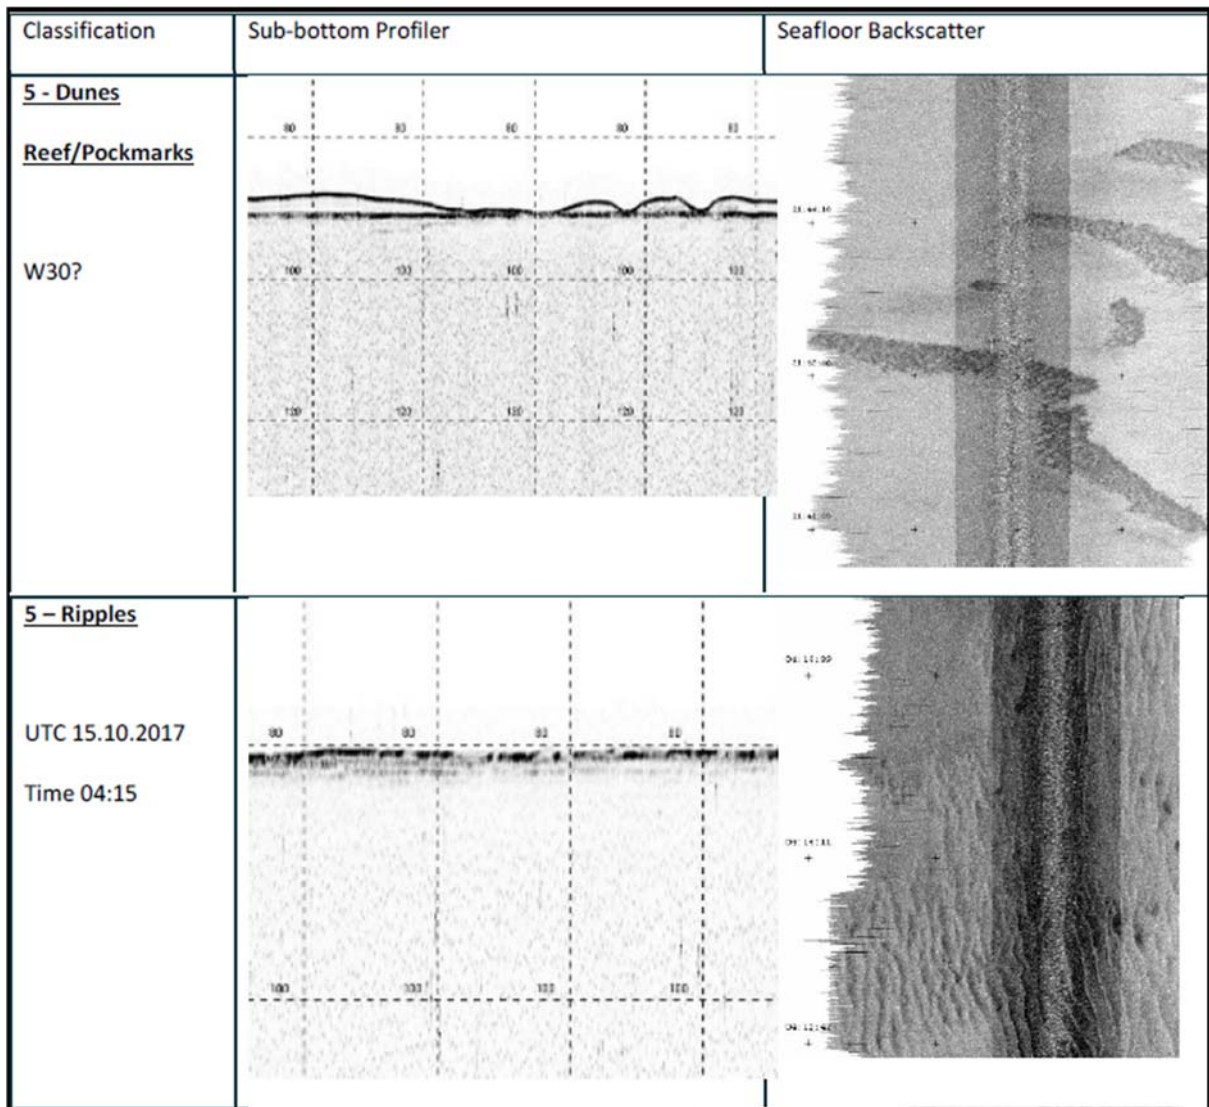 Classification
Sub-bottom Profiler
Seafloor Backscatter
5 - Dunes
Reef/Pockmarks
W30?
80 80 80 80 80
100 100 100 100 100
120 120 120 120 120
5 – Ripples
UTC 15.10.2017
Time 04:15
80 80 80 80
100 100 100 100